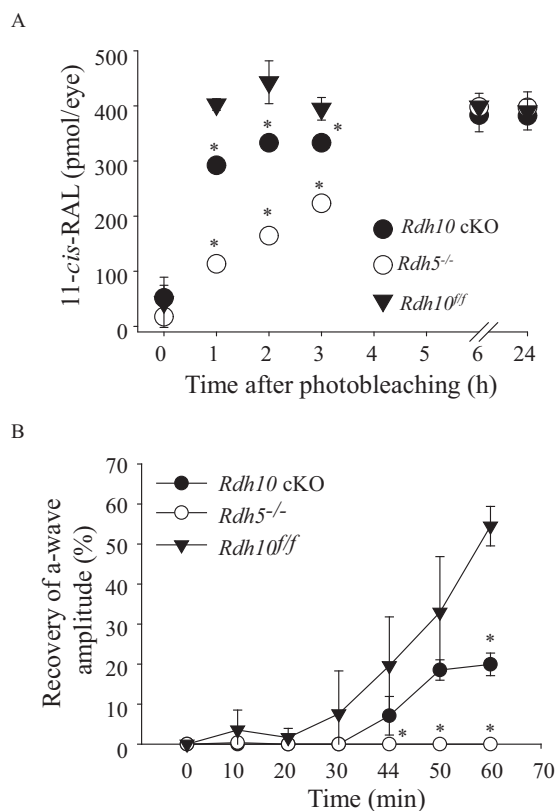 A
11-cis-RAL (pmol/eye)
500
400
300
200
100
0
*
*
*
*
*
*
Rdh10 cKO
Rdh5-/-
Rdh10f/f
0 1 2 3 4 5 6 24
Time after photobleaching (h)
B
Recovery of a-wave
amplitude (%)
70
60
50
40
30
20
10
0
Rdh10 cKO
Rdh5-/-
Rdh10f/f
*
*
*
*
0 10 20 30 44 50 60 70
Time (min)